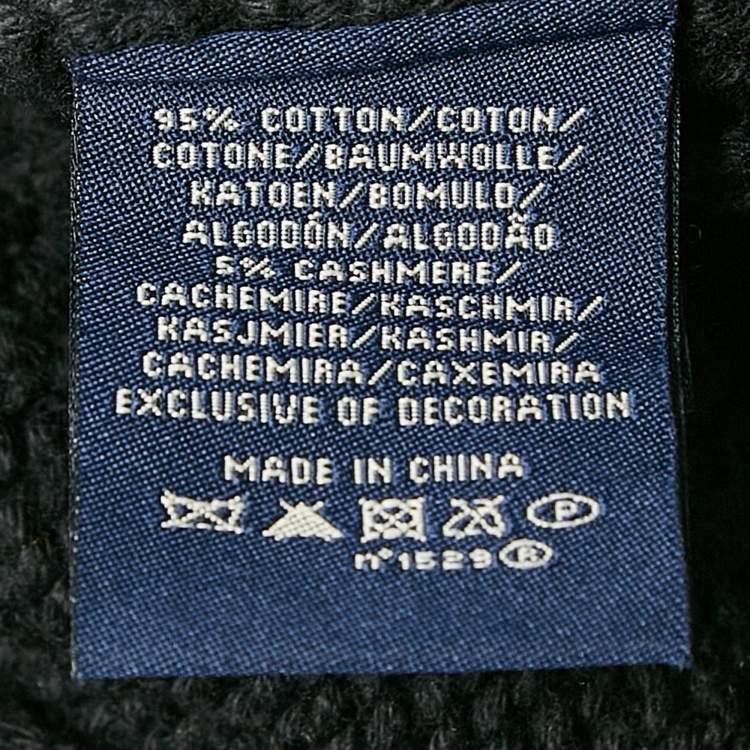 95% COTTON/COTON/
COTONE/BAUMWOLLE/
KATOEN/BOMULD/
ALGODÓN/ALGODÃO
5% CASHMERE/
CACHEMIRE/KASCHMIR/
KASJMIER/KASHMIR/
CACHEMIRA/CAXEMIRA
EXCLUSIVE OF DECORATION
MADE IN CHINA
P
n°1529 R